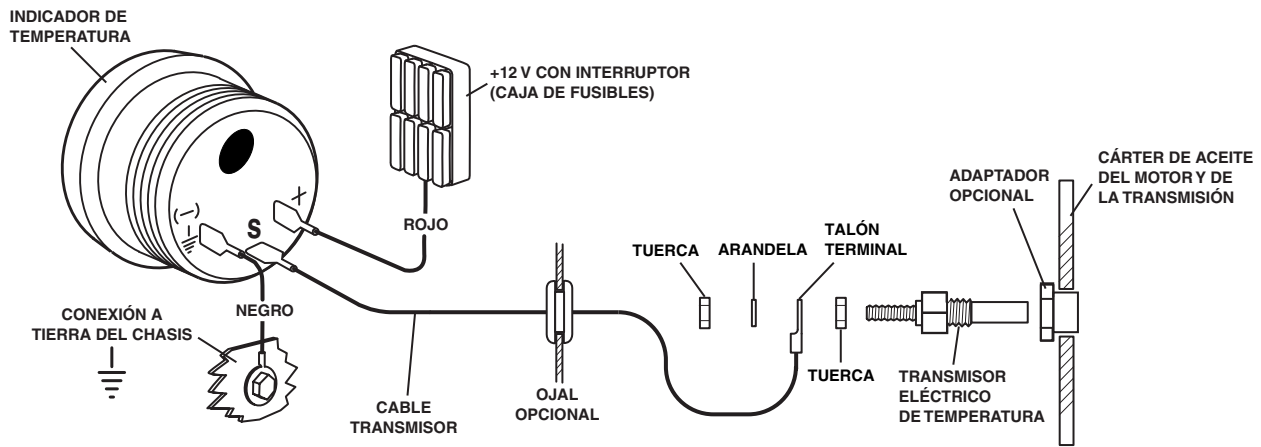 INDICADOR DE
TEMPERATURA
+12 V CON INTERRUPTOR
(CAJA DE FUSIBLES)
CÁRTER DE ACEITE
DEL MOTOR Y DE
LA TRANSMISIÓN
ADAPTADOR
OPCIONAL
(-)
S
+
ROJO
TUERCA
ARANDELA
TALÓN
TERMINAL
CONEXIÓN A
TIERRA DEL CHASIS
NEGRO
CABLE
TRANSMISOR
OJAL
OPCIONAL
TUERCA
TRANSMISOR
ELÉCTRICO
DE TEMPERATURA